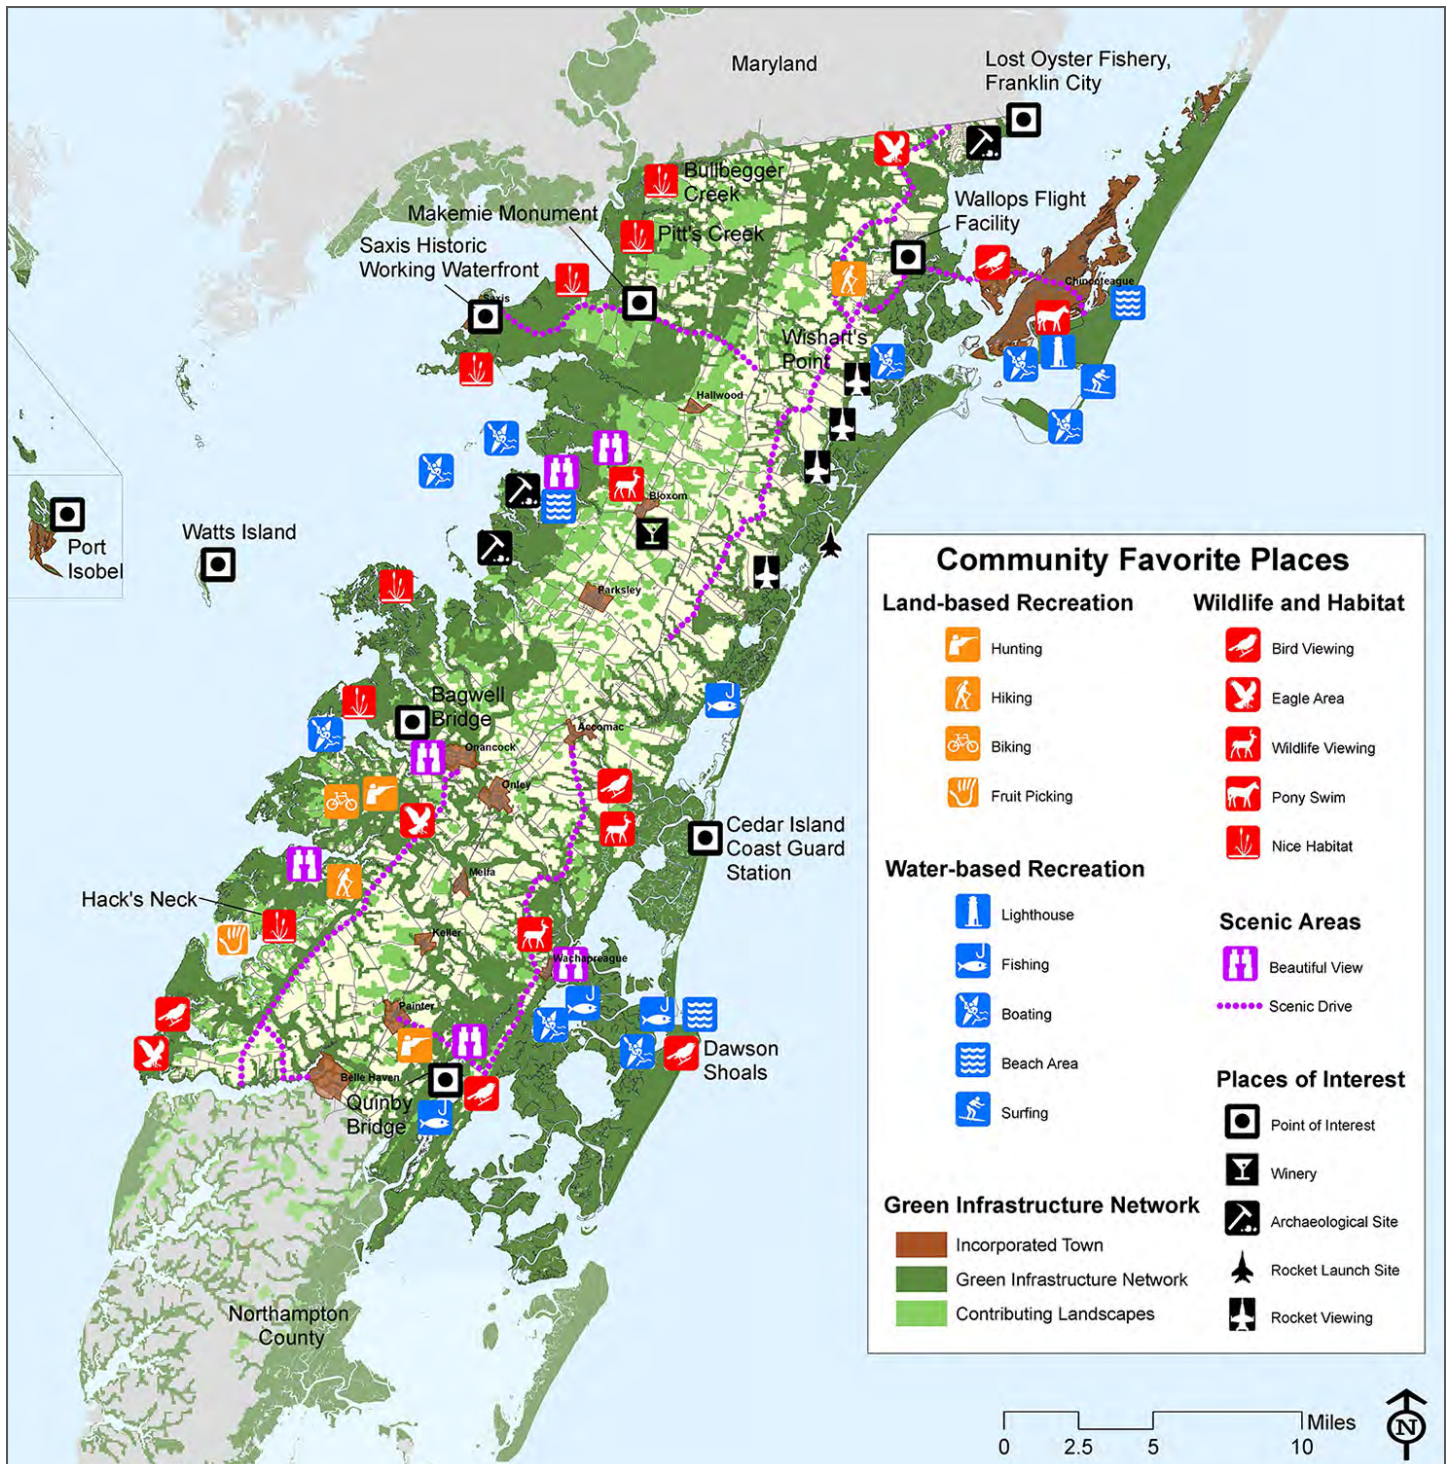 Maryland
Lost Oyster Fishery,
Franklin City
Bullbegger
Creek
Makemie Monument
Wallops Flight
Facility
Pitt's Creek
Saxis Historic
Working Waterfront
Saxis
Chincoteague
Wishart's
Point
Hallwood
Bloxom
Port
Isobel
Watts Island
Parksley
Bagwell
Bridge
Accomac
Onancock
Onley
Cedar Island
Coast Guard
Station
Melfa
Hack's Neck
Keller
Wachapreague
Painter
Dawson
Shoals
Belle Haven
Quinby
Bridge
Northampton
County
Community Favorite Places
Land-based Recreation
Hunting
Hiking
Biking
Fruit Picking
Water-based Recreation
Lighthouse
Fishing
Boating
Beach Area
Surfing
Green Infrastructure Network
Incorporated Town
Green Infrastructure Network
Contributing Landscapes
Wildlife and Habitat
Bird Viewing
Eagle Area
Wildlife Viewing
Pony Swim
Nice Habitat
Scenic Areas
Beautiful View
Scenic Drive
Places of Interest
Point of Interest
Winery
Archaeological Site
Rocket Launch Site
Rocket Viewing
Miles
0 2.5 5 10
N